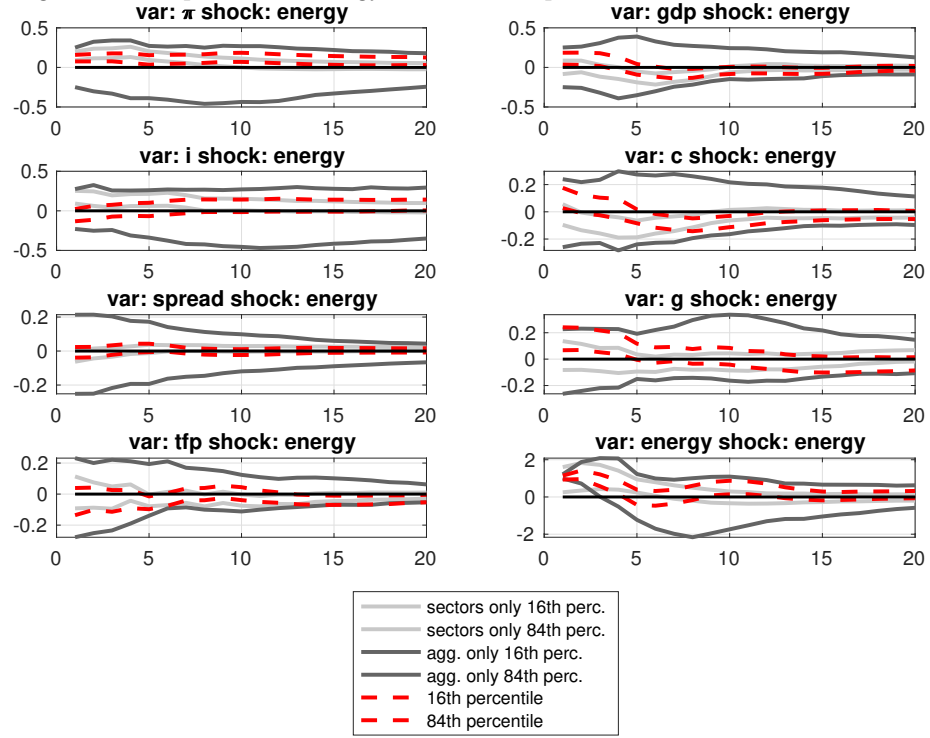 var: π shock: energy
0.5
0
-0.5
0 5 10 15 20
var: gdp shock: energy
0.5
0
-0.5
0 5 10 15 20
var: i shock: energy
0.5
0
-0.5
0 5 10 15 20
var: c shock: energy
0.2
0
-0.2
0 5 10 15 20
var: spread shock: energy
0.2
0
-0.2
0 5 10 15 20
var: g shock: energy
0.2
0
-0.2
0 5 10 15 20
var: tfp shock: energy
0.2
0
-0.2
0 5 10 15 20
var: energy shock: energy
2
0
-2
0 5 10 15 20
sectors only 16th perc.
sectors only 84th perc.
agg. only 16th perc.
agg. only 84th perc.
16th percentile
84th percentile